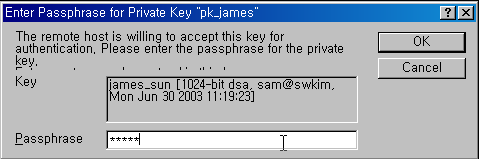 Enter Passphrase for Private Key "pk_james"
The remote host is willing to accept this key for
authentication. Please enter the passphrase for the private
key.
OK
Cancel
Key
james_sun [1024-bit dsa, sam@swkim,
Mon Jun 30 2003 11:19:23]
Passphrase
*****